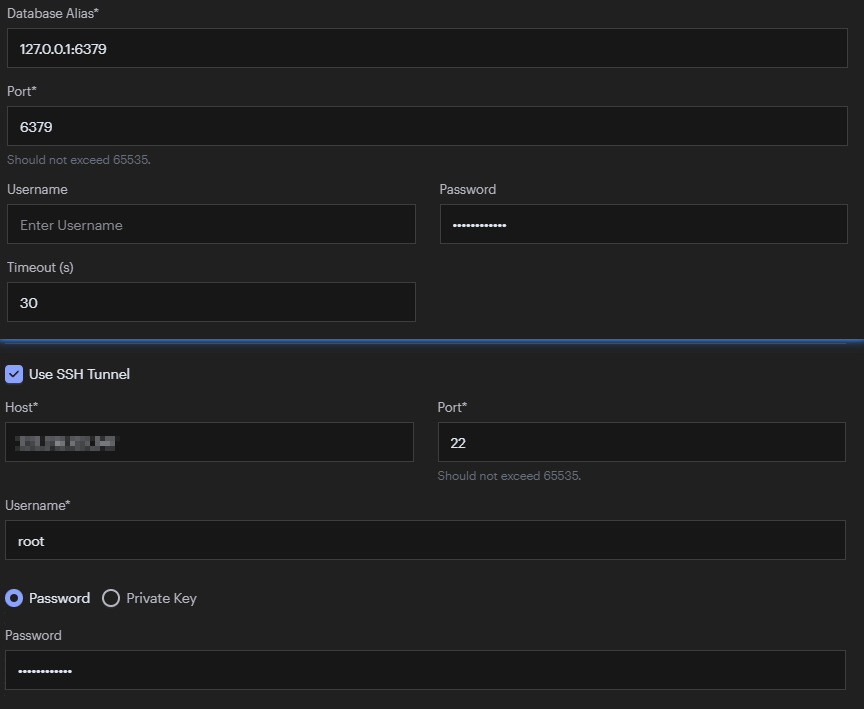 Database Alias*
127.0.0.1:6379
Port*
6379
Should not exceed 65535.
Username Password
Enter Username ••••••••••••
Timeout (s)
30
Use SSH Tunnel
Host* Port*
22
Should not exceed 65535.
Username*
root
Password Private Key
Password
••••••••••••